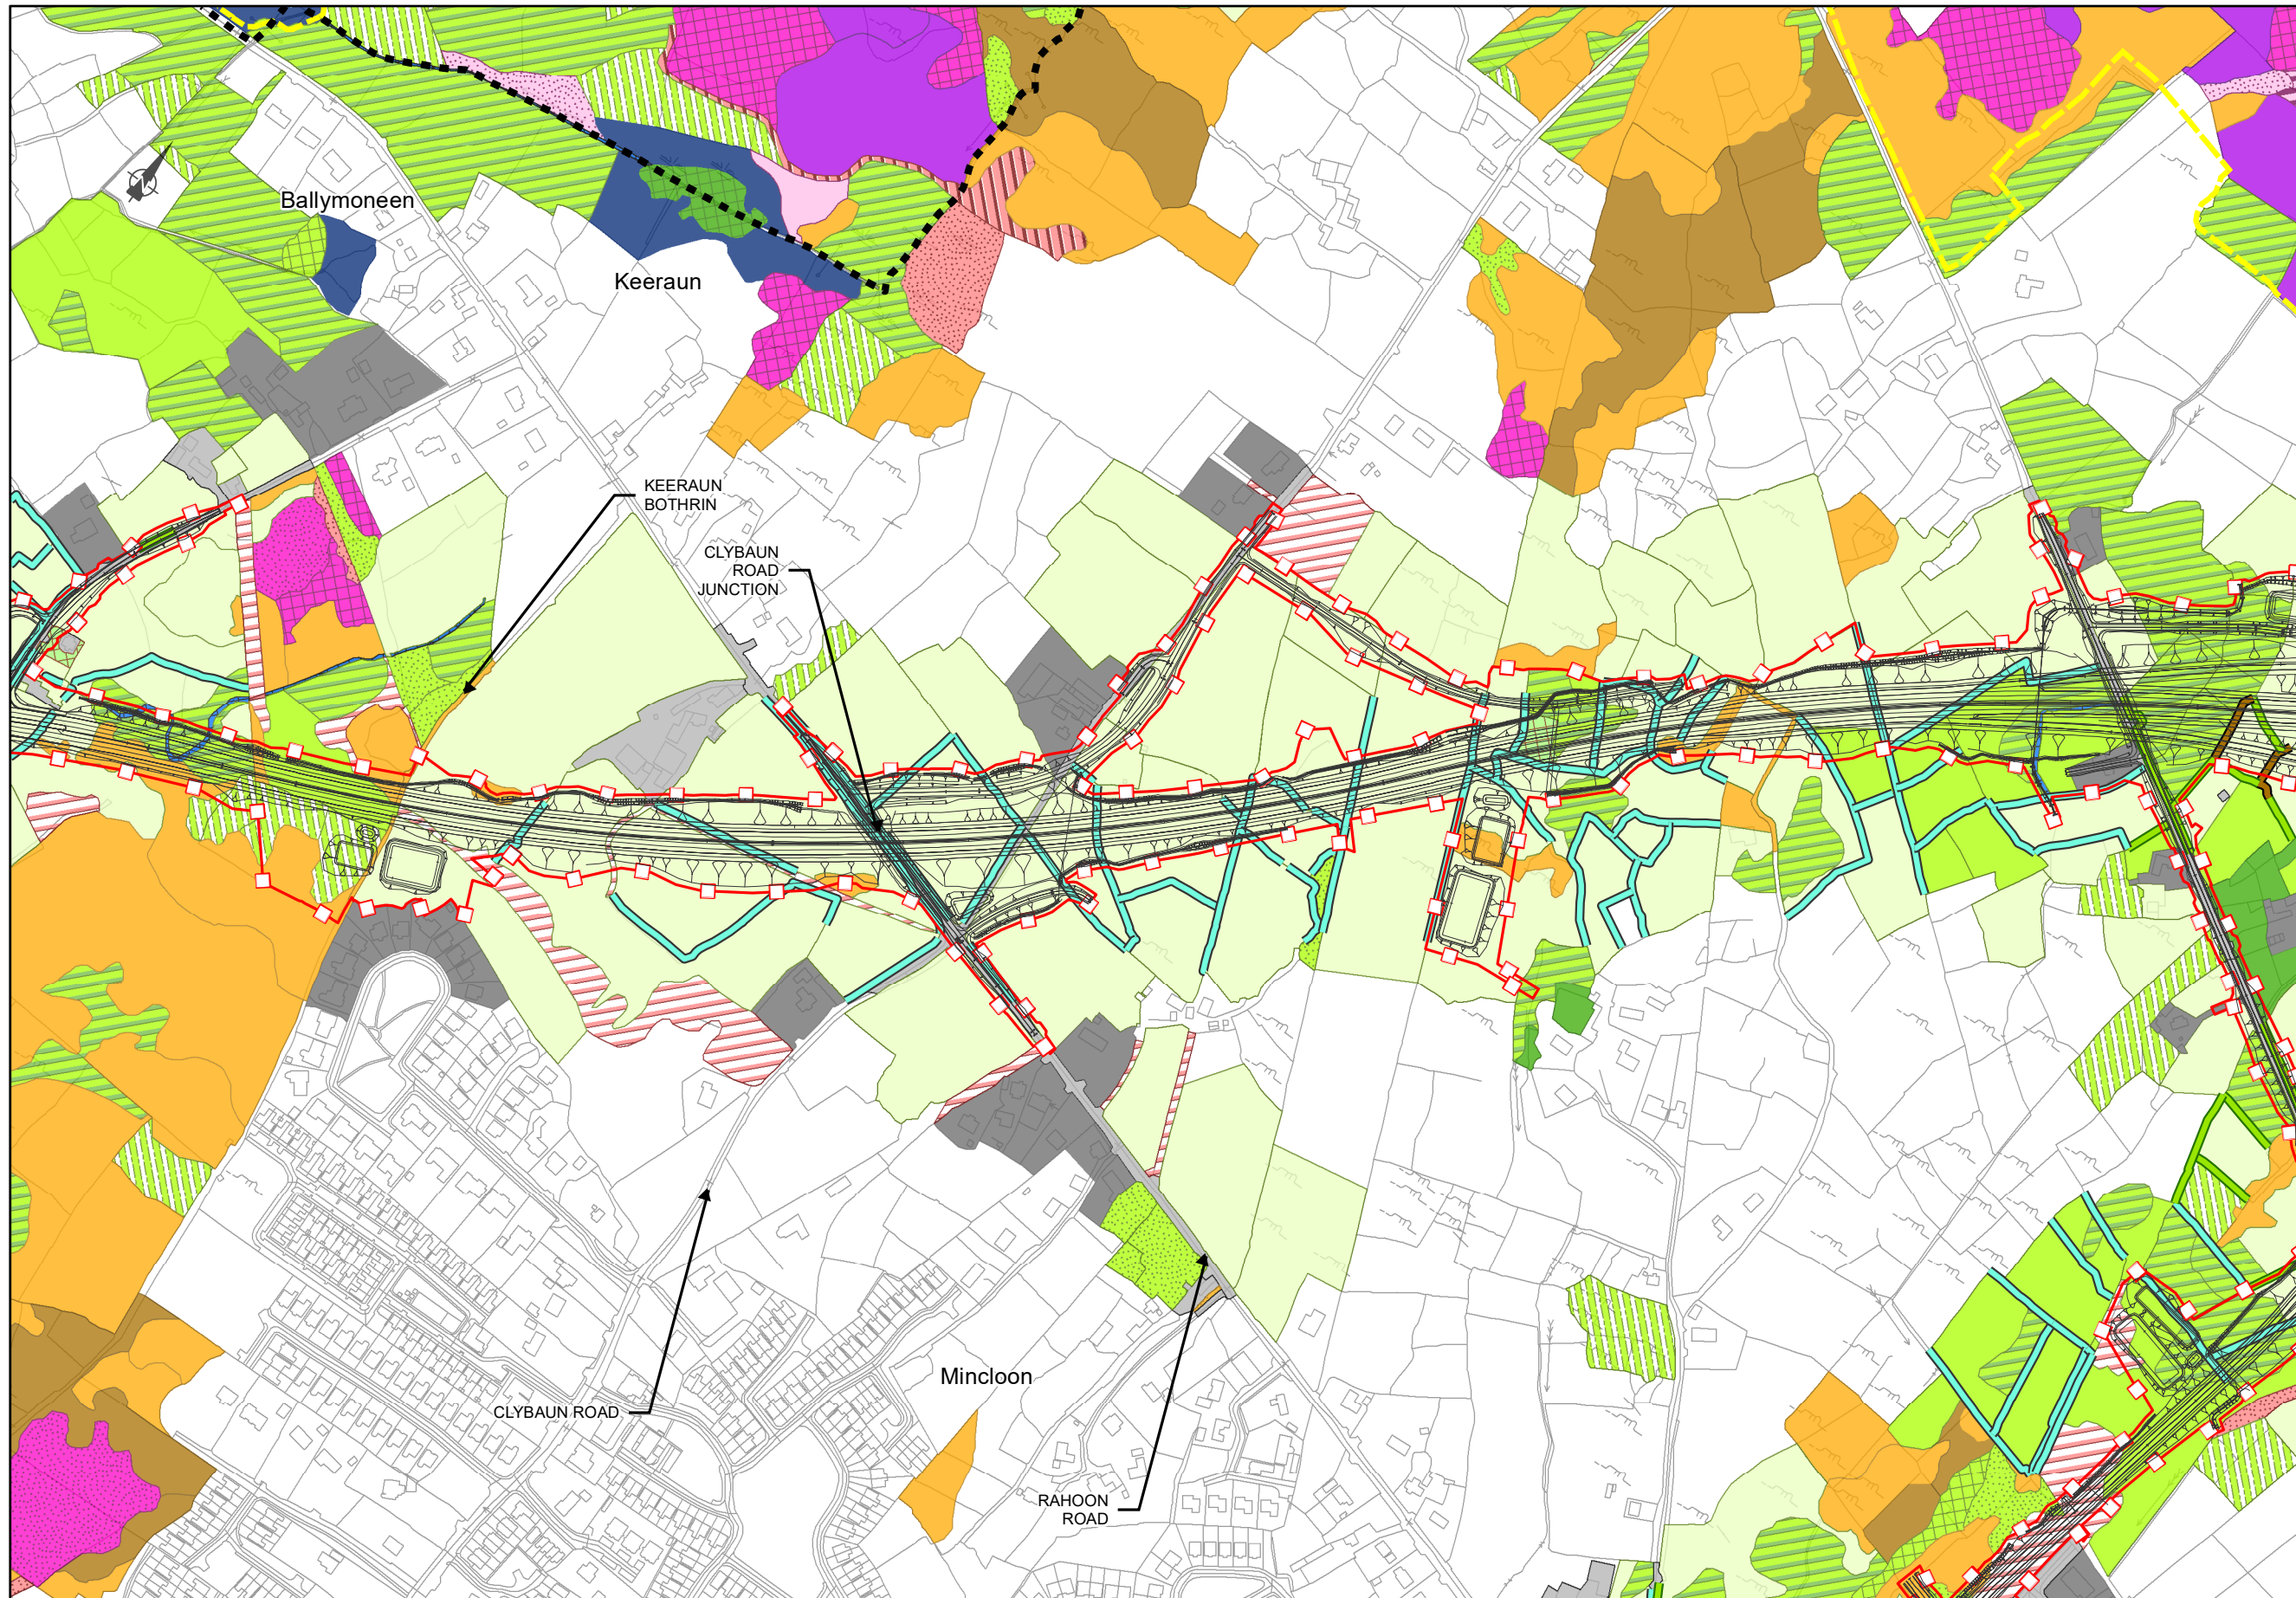 Ballymoneen
Keeraun
KEERAUN
BOTHRIN
CLYBAUN
ROAD
JUNCTION
Mincloon
CLYBAUN ROAD
RAHOON
ROAD